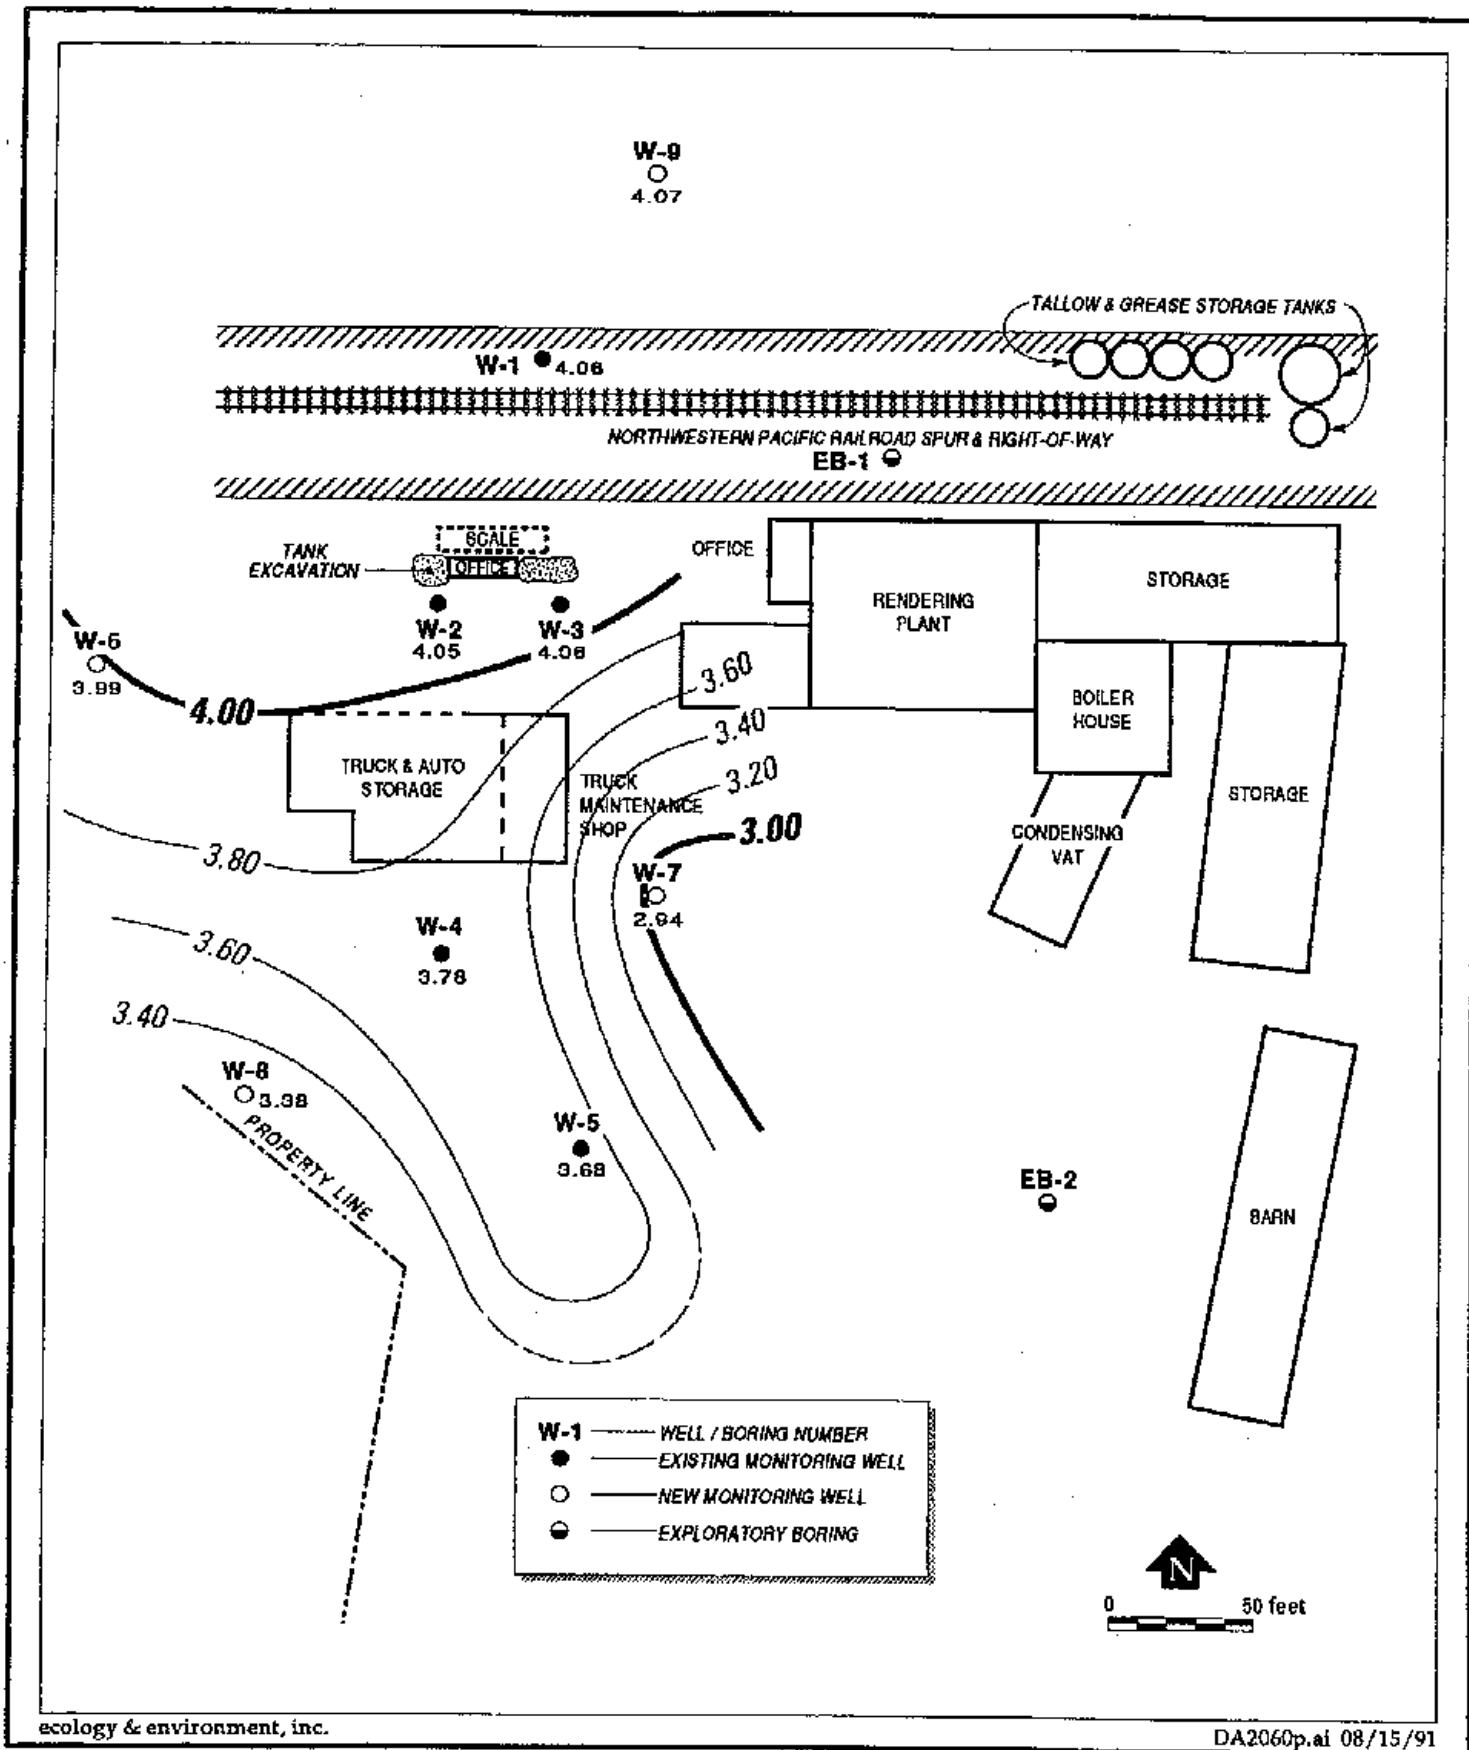 W-9
4.07
TALLOW & GREASE STORAGE TANKS
W-1
4.06
NORTHWESTERN PACIFIC RAILROAD SPUR & RIGHT-OF-WAY
EB-1
SCALE
TANK
EXCAVATION
OFFICE
OFFICE
RENDERING
PLANT
STORAGE
W-2
4.05
W-3
4.06
W-6
3.99
4.00
3.60
3.40
3.20
3.00
BOILER
HOUSE
TRUCK & AUTO
STORAGE
TRUCK
MAINTENANCE
SHOP
STORAGE
CONDENSING
VAT
3.80
W-7
2.94
W-4
3.78
3.60
3.40
W-8
3.38
PROPERTY LINE
W-5
3.68
EB-2
BARN
W-1 WELL / BORING NUMBER
EXISTING MONITORING WELL
NEW MONITORING WELL
EXPLORATORY BORING
N
0 50 feet
ecology & environment, inc.
DA2060p.ai 08/15/91